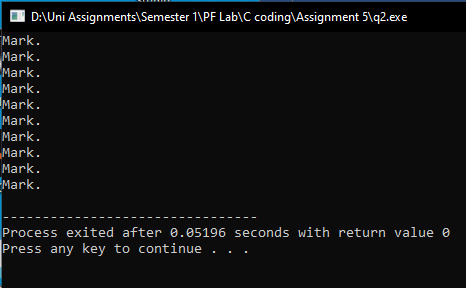 D:\Uni Assignments\Semester 1\PF Lab\C coding\Assignment 5\q2.exe
Mark.
Mark.
Mark.
Mark.
Mark.
Mark.
Mark.
Mark.
Mark.
Mark.
--------------------------------
Process exited after 0.05196 seconds with return value 0
Press any key to continue . . .